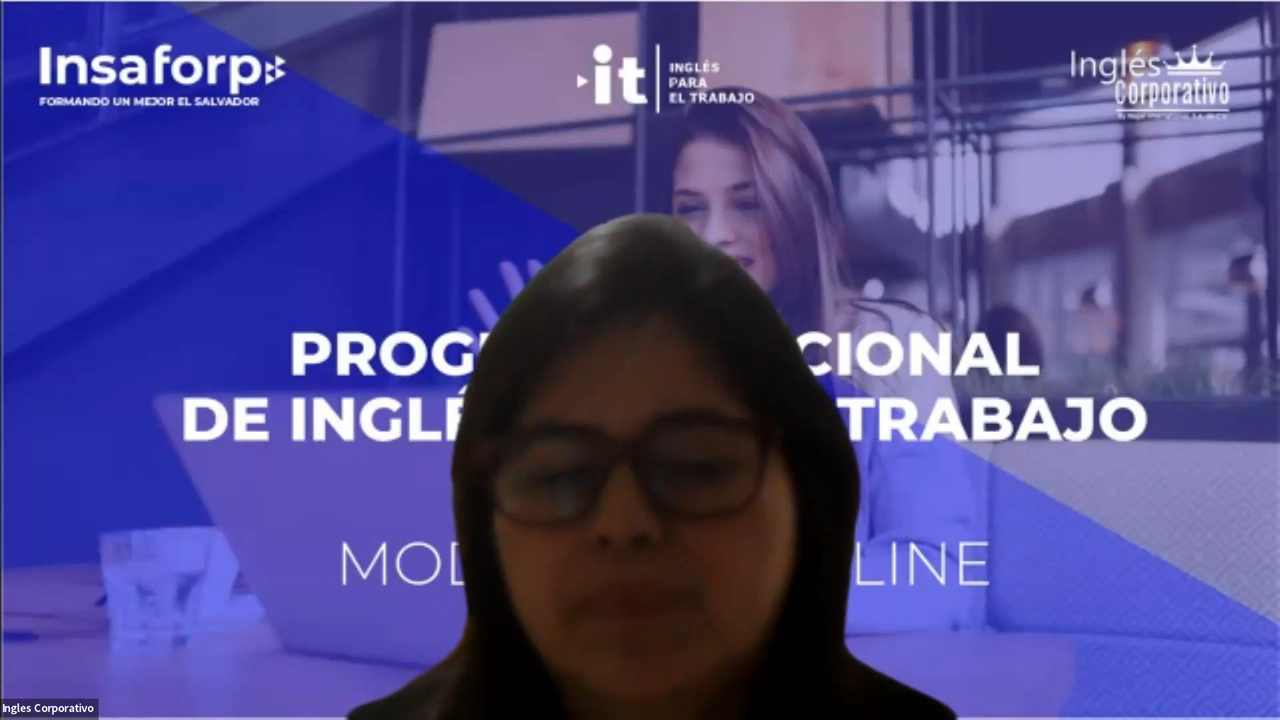 Insaforp
FORMANDO UN MEJOR EL SALVADOR
it
INGLÉS
PARA
EL TRABAJO
Inglés
corporativo
PROG CIONAL
DE INGLÉ TRABAJO
MOD LINE
Ingles Corporativo